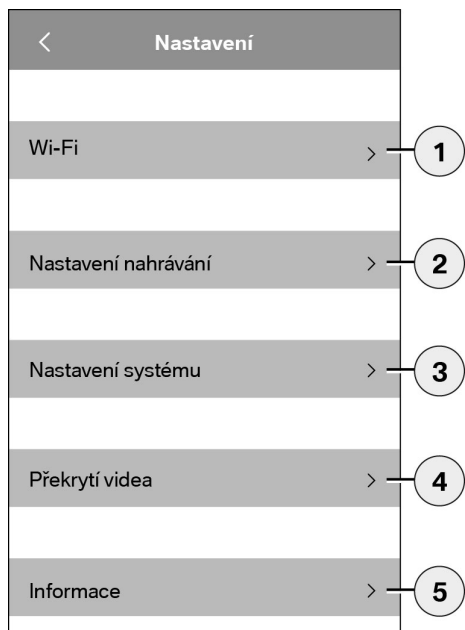 Nastavení
Wi-Fi
1
Nastavení nahrávání
2
Nastavení systému
3
Překrytí videa
4
Informace
5